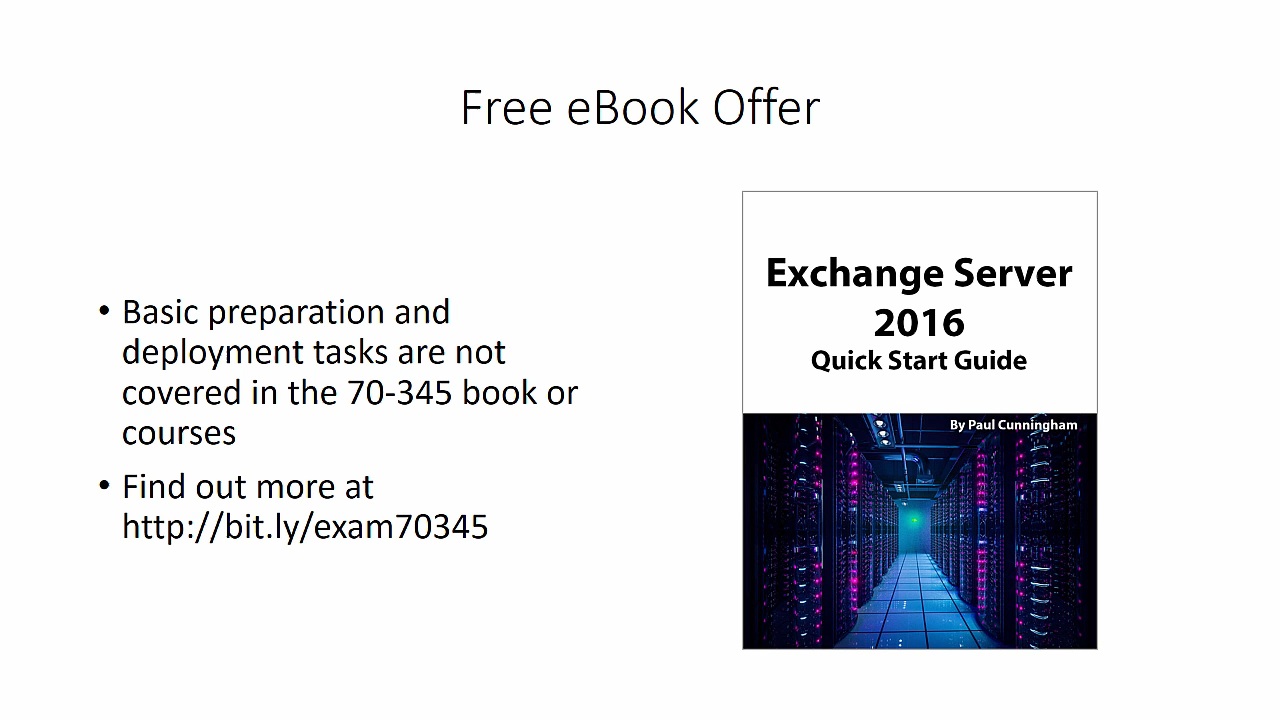 Free eBook Offer
• Basic preparation and
deployment tasks are not
covered in the 70-345 book or
courses
• Find out more at
http://bit.ly/exam70345
Exchange Server
2016
Quick Start Guide
By Paul Cunningham